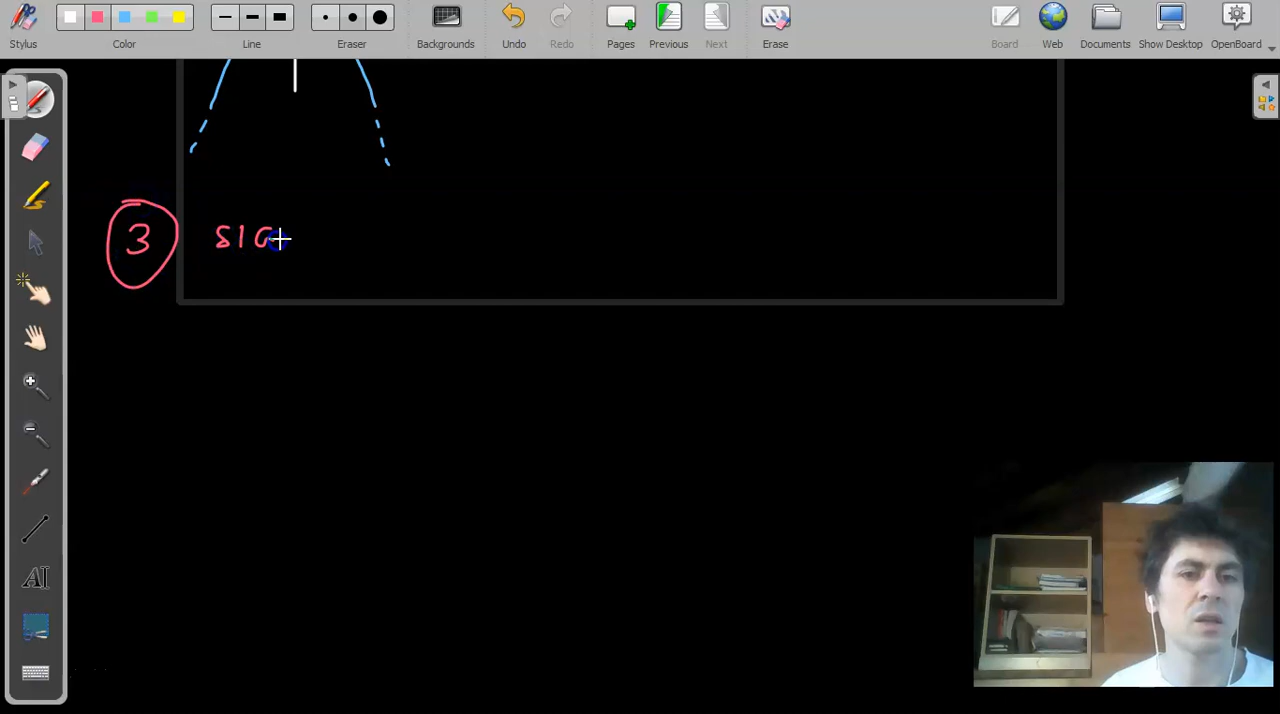 Stylus
Color
Line
Eraser
Backgrounds
Undo
Redo
Pages
Previous
Next
Erase
Board
Web
Documents
Show Desktop
OpenBoard
AI
3 SIG